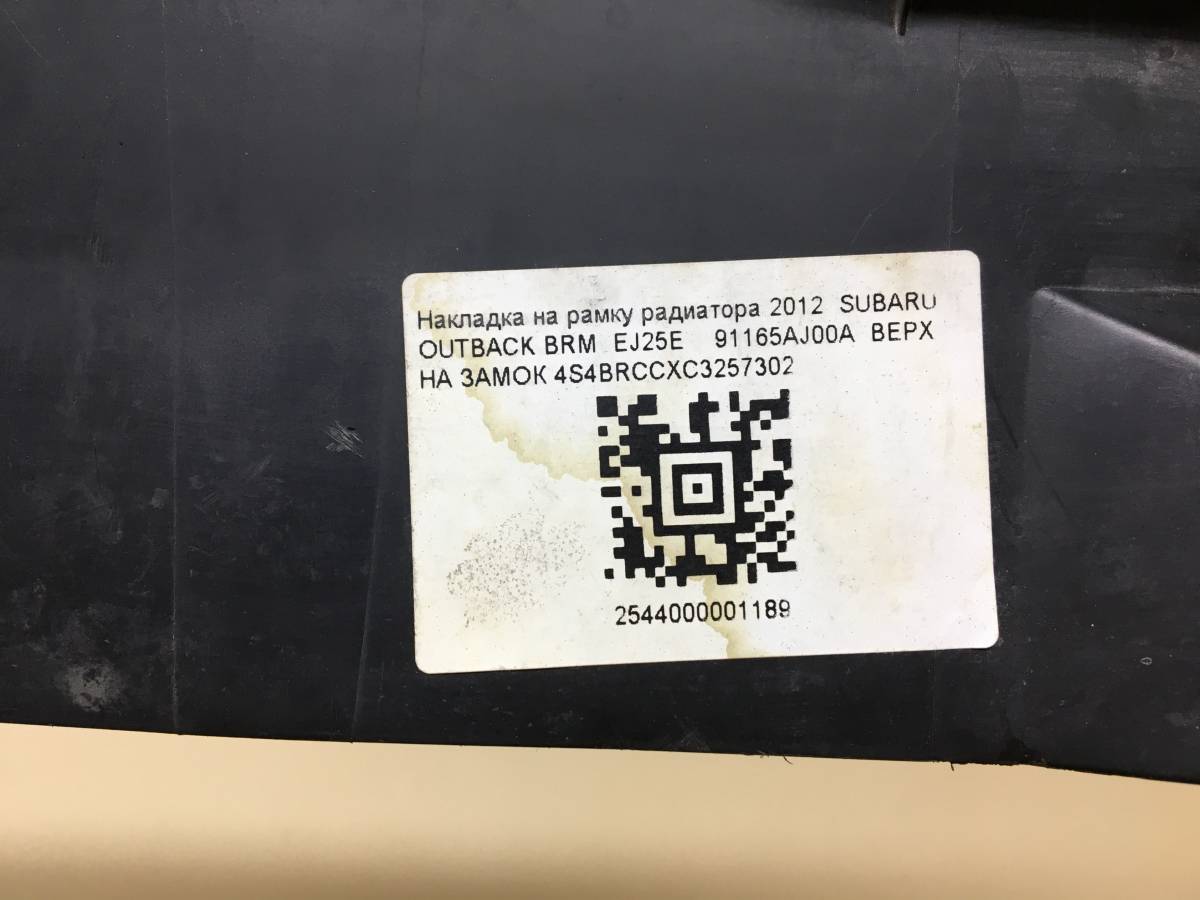 Накладка на рамку радиатора 2012 SUBARU
OUTBACK BRM EJ25E 91165AJ00A ВЕРХ
НА ЗАМОК 4S4BRCCXC3257302
2544000001189